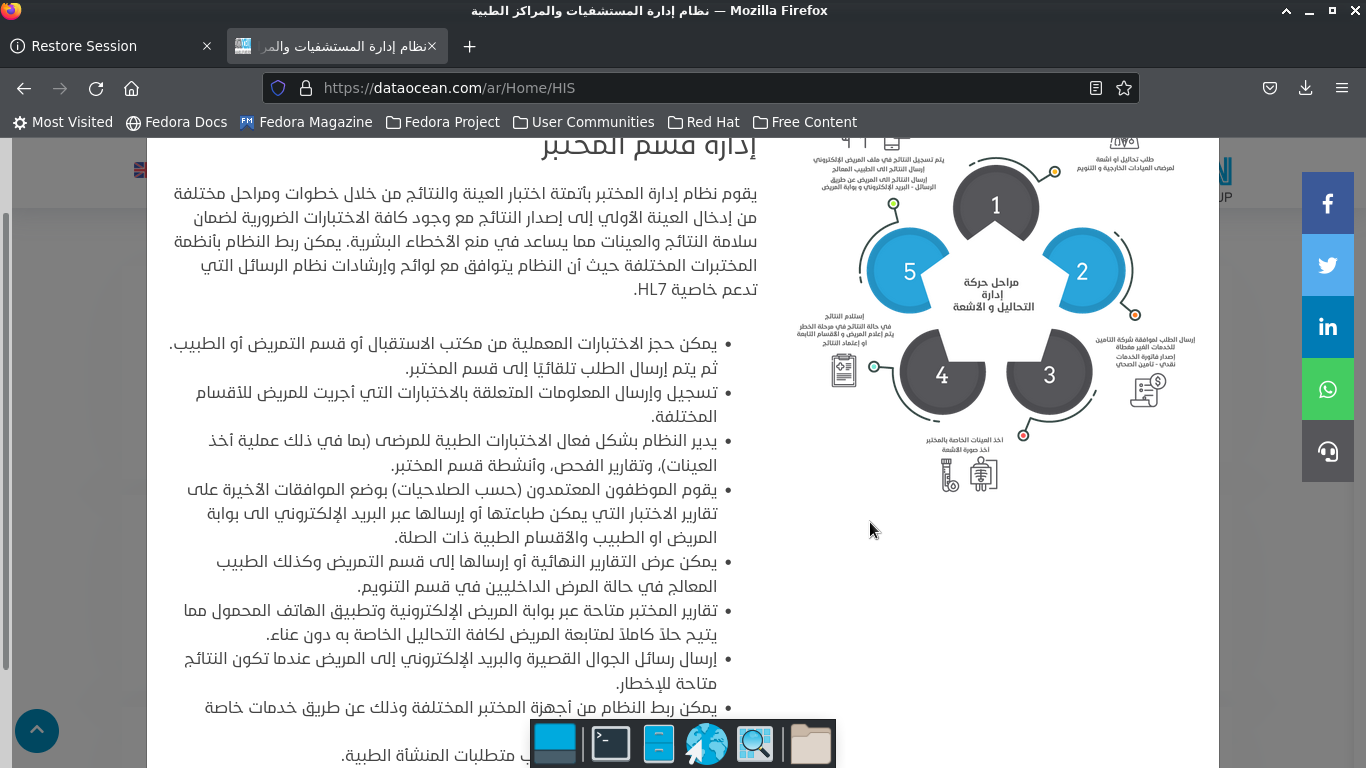 نظام إدارة المستشفيات والمراكز الطبية — Mozilla Firefox
Restore Session
نظام إدارة المستشفيات والمرا
https://dataocean.com/ar/Home/HIS
Most Visited
Fedora Docs
Fedora Magazine
Fedora Project
User Communities
Red Hat
Free Content
إدارة قسم المختبر
يقوم نظام إدارة المختبر بأتمتة اختبار العينة والنتائج من خلال خطوات ومراحل مختلفة
من إدخال العينة الأولي إلى إصدار النتائج مع وجود كافة الاختبارات الضرورية لضمان
سلامة النتائج والعينات مما يساعد في منع الأخطاء البشرية. يمكن ربط النظام بأنظمة
المختبرات المختلفة حيث أن النظام يتوافق مع لوائح وإرشادات نظام الرسائل التي
تدعم خاصية HL7.
يمكن حجز الاختبارات المعملية من مكتب الاستقبال أو قسم التمريض أو الطبيب.
ثم يتم إرسال الطلب تلقائيًا إلى قسم المختبر.
تسجيل وإرسال المعلومات المتعلقة بالاختبارات التي أجريت للمريض للأقسام
المختلفة.
يدير النظام بشكل فعال الاختبارات الطبية للمرضى (بما في ذلك عملية أخذ
العينات)، وتقارير الفحص، وأنشطة قسم المختبر.
يقوم الموظفون المعتمدون (حسب الصلاحيات) بوضع الموافقات الأخيرة على
تقارير الاختبار التي يمكن طباعتها أو إرسالها عبر البريد الإلكتروني الى بوابة
المريض او الطبيب والأقسام الطبية ذات الصلة.
يمكن عرض التقارير النهائية أو إرسالها إلى قسم التمريض وكذلك الطبيب
المعالج في حالة المرض الداخليين في قسم التنويم.
تقارير المختبر متاحة عبر بوابة المريض الإلكترونية وتطبيق الهاتف المحمول مما
يتيح حلاً كاملاً لمتابعة المريض لكافة التحاليل الخاصة به دون عناء.
إرسال رسائل الجوال القصيرة والبريد الإلكتروني إلى المريض عندما تكون النتائج
متاحة للإخطار.
يمكن ربط النظام من أجهزة المختبر المختلفة وذلك عن طريق خدمات خاصة
متطلبات المنشأة الطبية.
طلب تحاليل او اشعة
لمرضى العيادات الخارجية و التنويم
1
2
إرسال الطلب لموافقة شركة التامين
للخدمات الغير مغطاة
إصدار فاتورة الخدمات
نقدي - تامين الصحي
3
اخذ العينات الخاصة بالمختبر
اخذ صورة الاشعة
4
إستلام النتائج
في حالة النتائج في مرحلة الخطر
يتم إعلام المريض و الاقسام التابعة
او إعتماد النتائج
5
يتم تسجيل النتائج في ملف المريض الإلكتروني
إرسال النتائج الى الطبيب المعالج
إرسال النتائج الى المريض عن طريق
الرسائل - البريد الإلكتروني و بوابة المريض
مراحل حركة
إدارة
التحاليل و الأشعة
UP